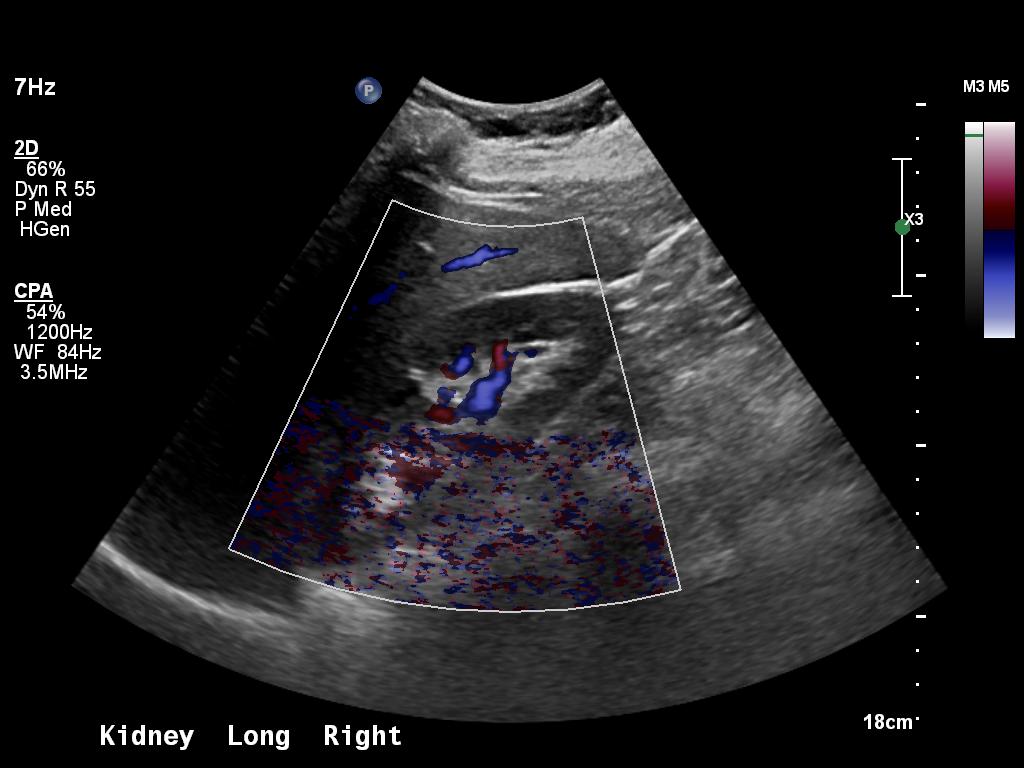 7Hz
P
M3 M5
2D
66%
Dyn R 55
P Med
HGen
X3
CPA
54%
1200Hz
WF 84Hz
3.5MHz
18cm
Kidney Long Right